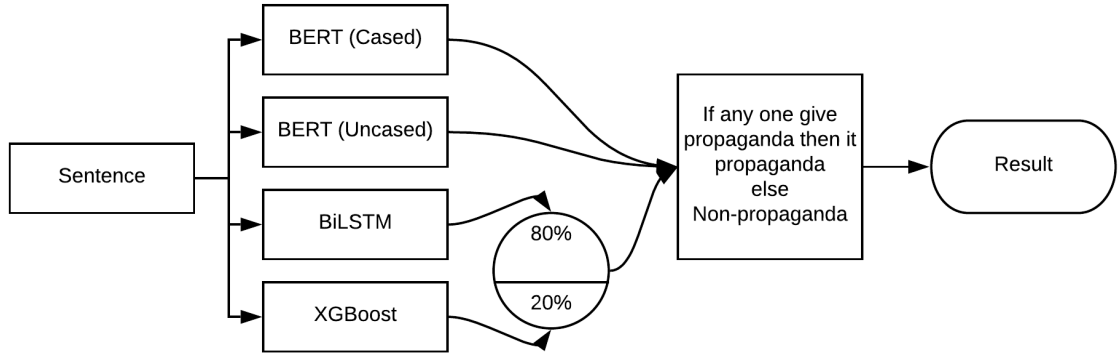 Sentence
BERT (Cased)
BERT (Uncased)
BiLSTM
XGBoost
80%
20%
If any one give
propaganda then it
propaganda
else
Non-propaganda
Result